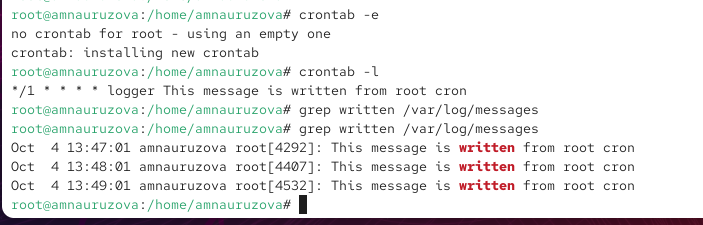 root@amnauruzova:/home/amnauruzova# crontab -e
no crontab for root - using an empty one
crontab: installing new crontab
root@amnauruzova:/home/amnauruzova# crontab -l
*/1 * * * * logger This message is written from root cron
root@amnauruzova:/home/amnauruzova# grep written /var/log/messages
root@amnauruzova:/home/amnauruzova# grep written /var/log/messages
Oct  4 13:47:01 amnauruzova root[4292]: This message is written from root cron
Oct  4 13:48:01 amnauruzova root[4407]: This message is written from root cron
Oct  4 13:49:01 amnauruzova root[4532]: This message is written from root cron
root@amnauruzova:/home/amnauruzova#